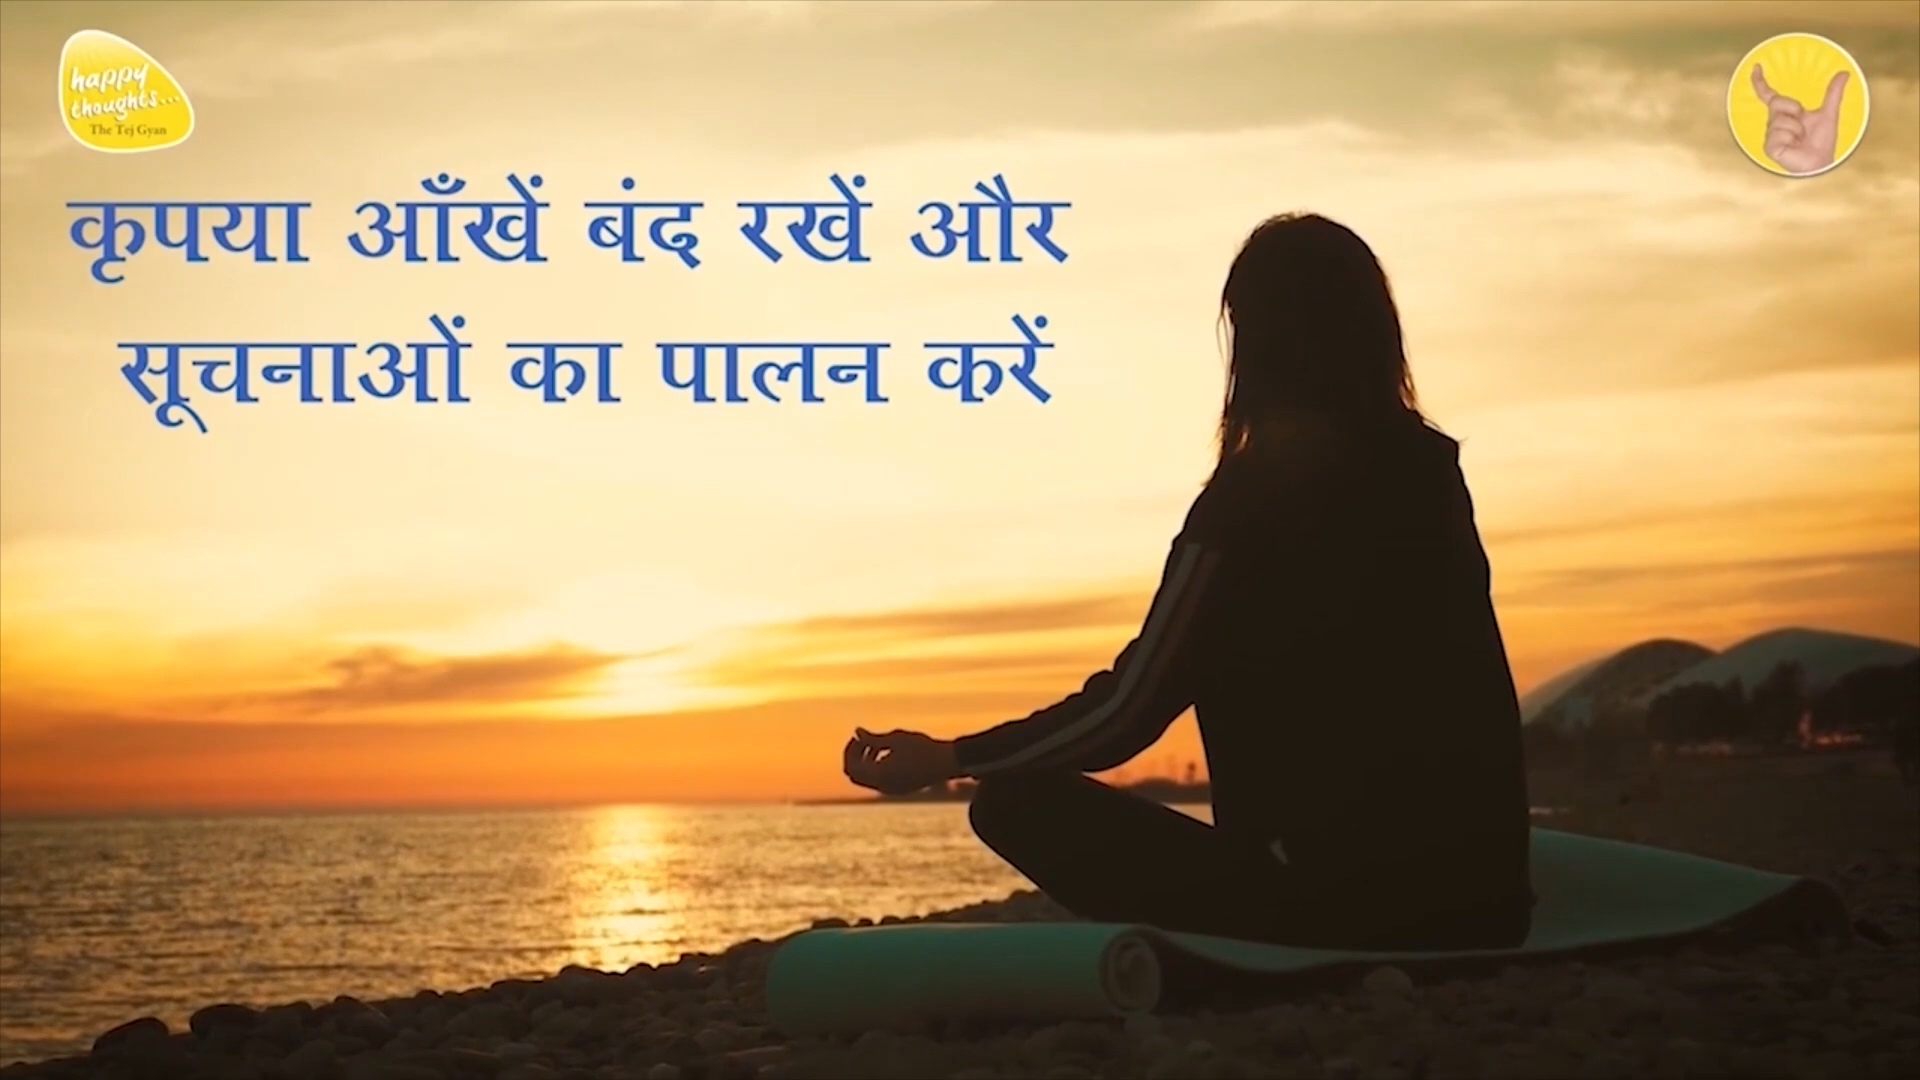 happy
thoughts...
The Tej Gyan
कृपया आँखें बंद रखें और
सूचनाओं का पालन करें